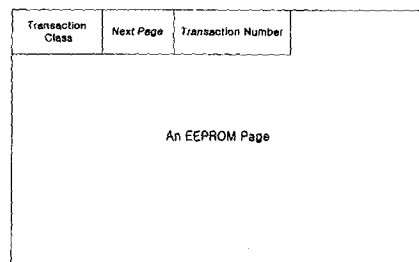 Transaction
Class
Next Page
Transaction Number
An EEPROM Page